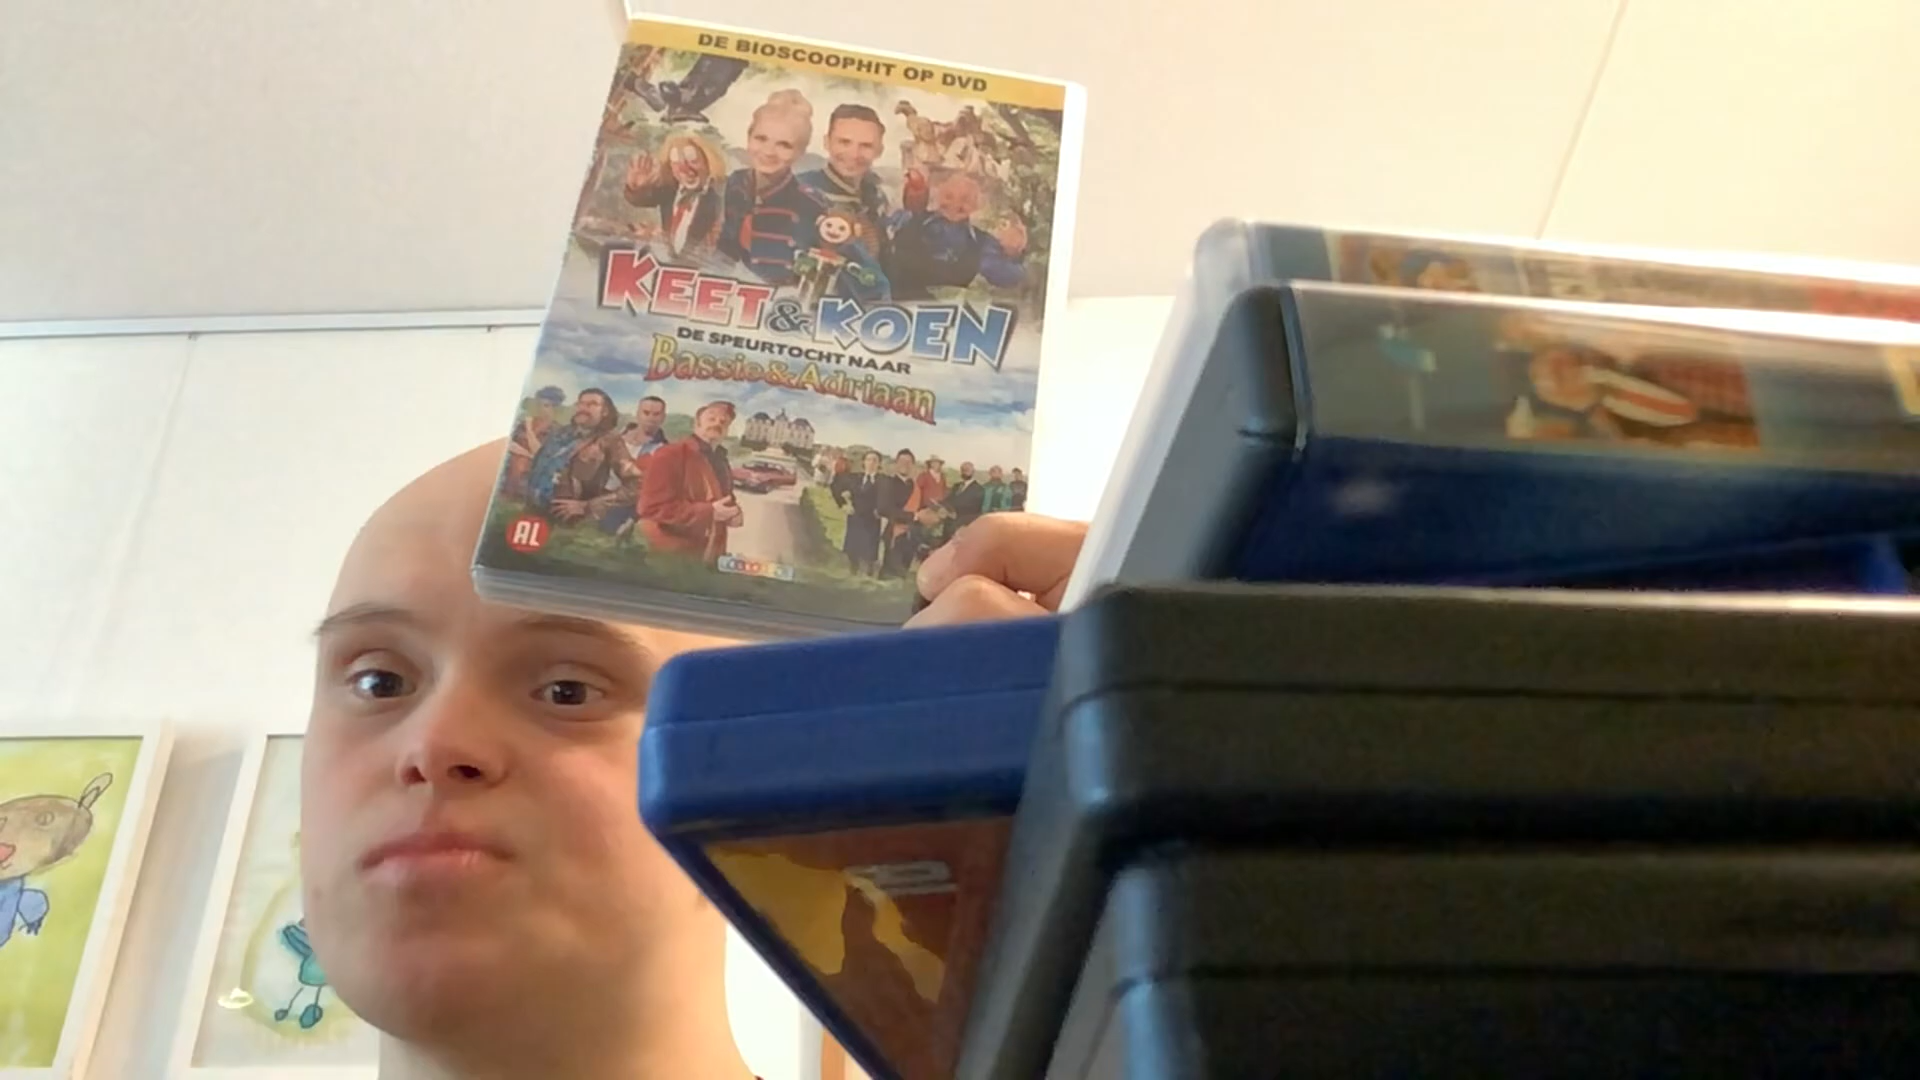 DE BIOSCOOPHIT OP DVD
KEET & KOEN
DE SPEURTOCHT NAAR
Bassie & Adriaan
AL